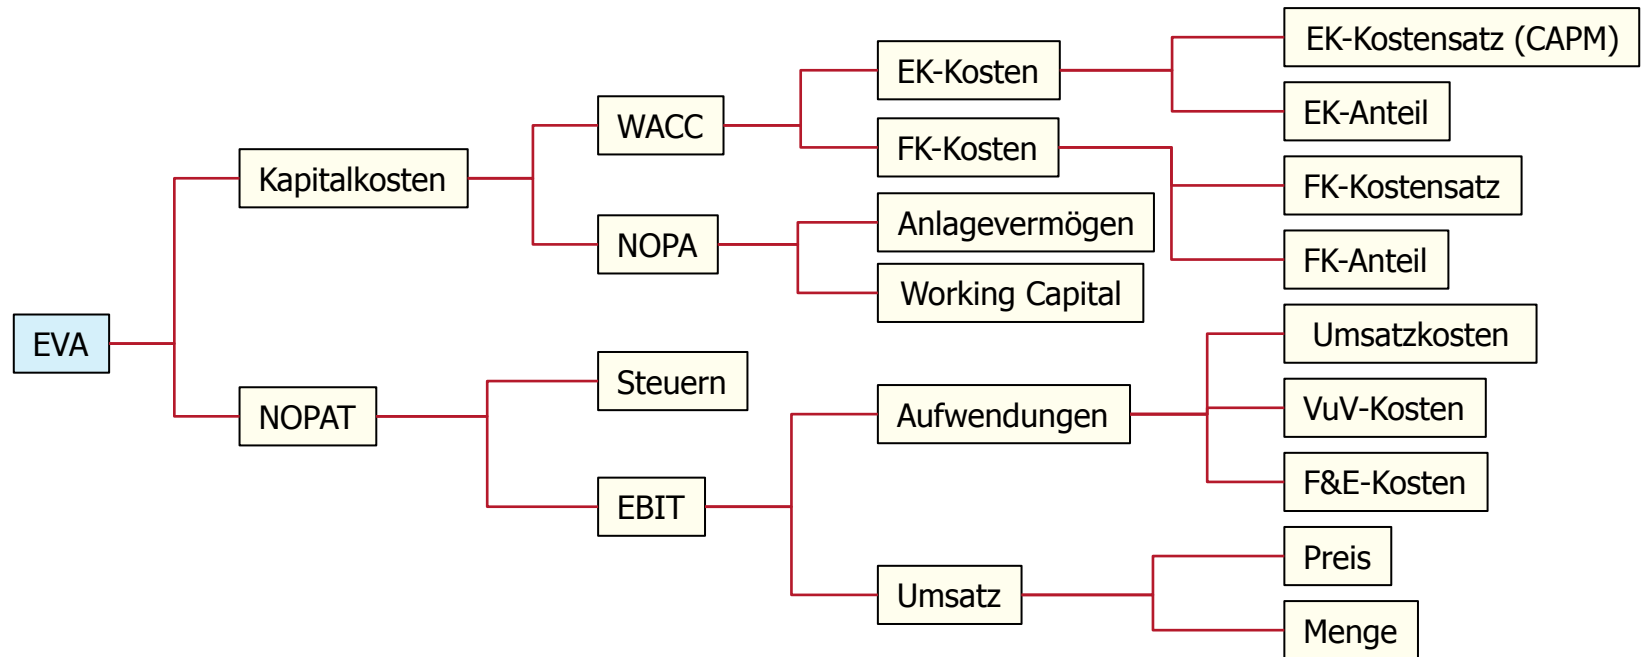 EK-Kostensatz (CAPM)
EK-Kosten
EK-Anteil
WACC
FK-Kosten
Kapitalkosten
FK-Kostensatz
Anlagevermögen
NOPA
FK-Anteil
Working Capital
EVA
Umsatzkosten
Steuern
NOPAT
Aufwendungen
VuV-Kosten
F&E-Kosten
EBIT
Preis
Umsatz
Menge